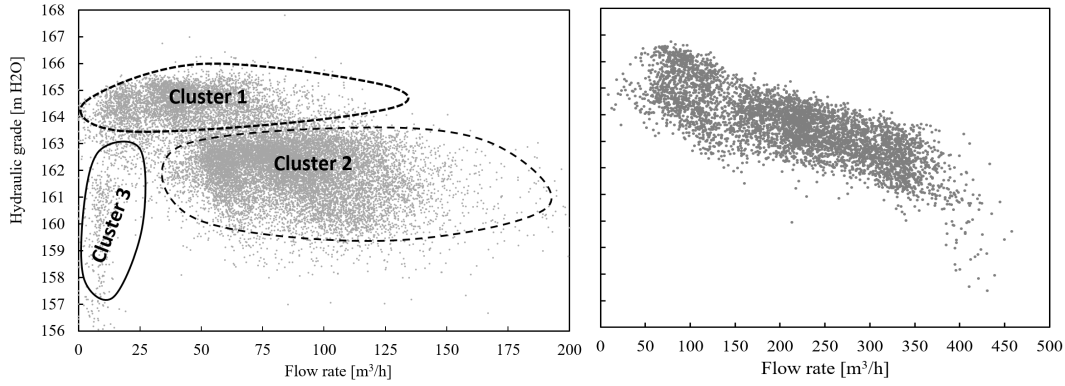 168
167
166
165
164
163
162
161
160
159
158
157
156
Hydraulic grade [m H2O]
Cluster 1
Cluster 2
Cluster 3
0 25 50 75 100 125 150 175 200
Flow rate [m³/h]
0 50 100 150 200 250 300 350 400 450 500
Flow rate [m³/h]